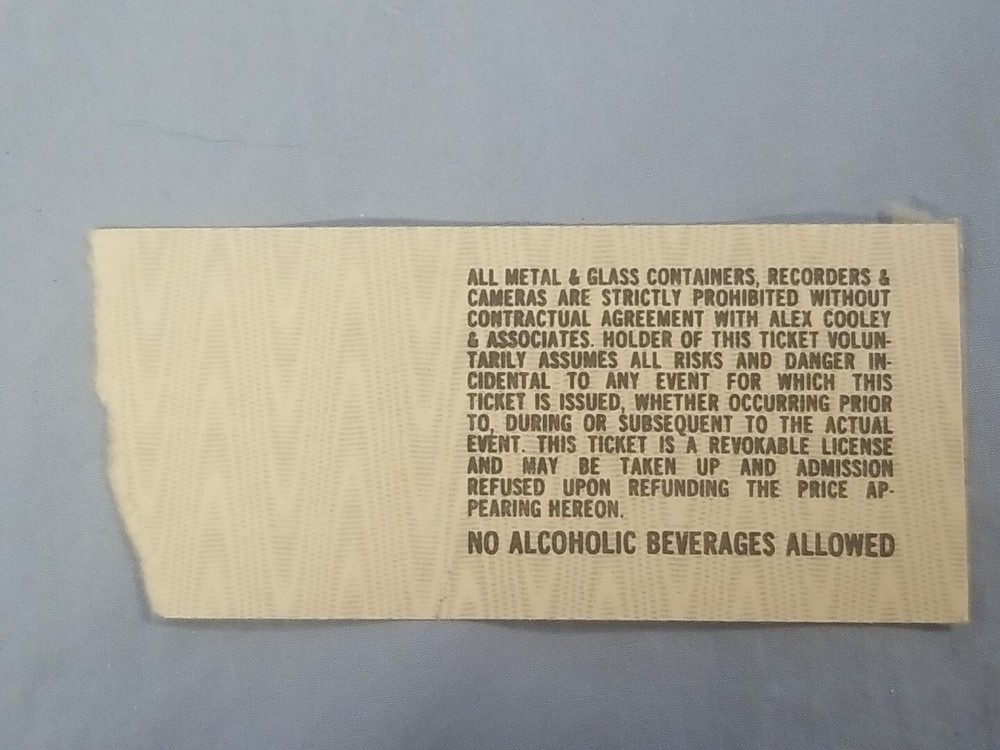 ALL METAL & GLASS CONTAINERS, RECORDERS &
CAMERAS ARE STRICTLY PROHIBITED WITHOUT
CONTRACTUAL AGREEMENT WITH ALEX COOLEY
& ASSOCIATES. HOLDER OF THIS TICKET VOLUN-
TARILY ASSUMES ALL RISKS AND DANGER IN-
CIDENTAL TO ANY EVENT FOR WHICH THIS
TICKET IS ISSUED, WHETHER OCCURRING PRIOR
TO, DURING OR SUBSEQUENT TO THE ACTUAL
EVENT. THIS TICKET IS A REVOKABLE LICENSE
AND MAY BE TAKEN UP AND ADMISSION
REFUSED UPON REFUNDING THE PRICE AP-
PEARING HEREON.
NO ALCOHOLIC BEVERAGES ALLOWED